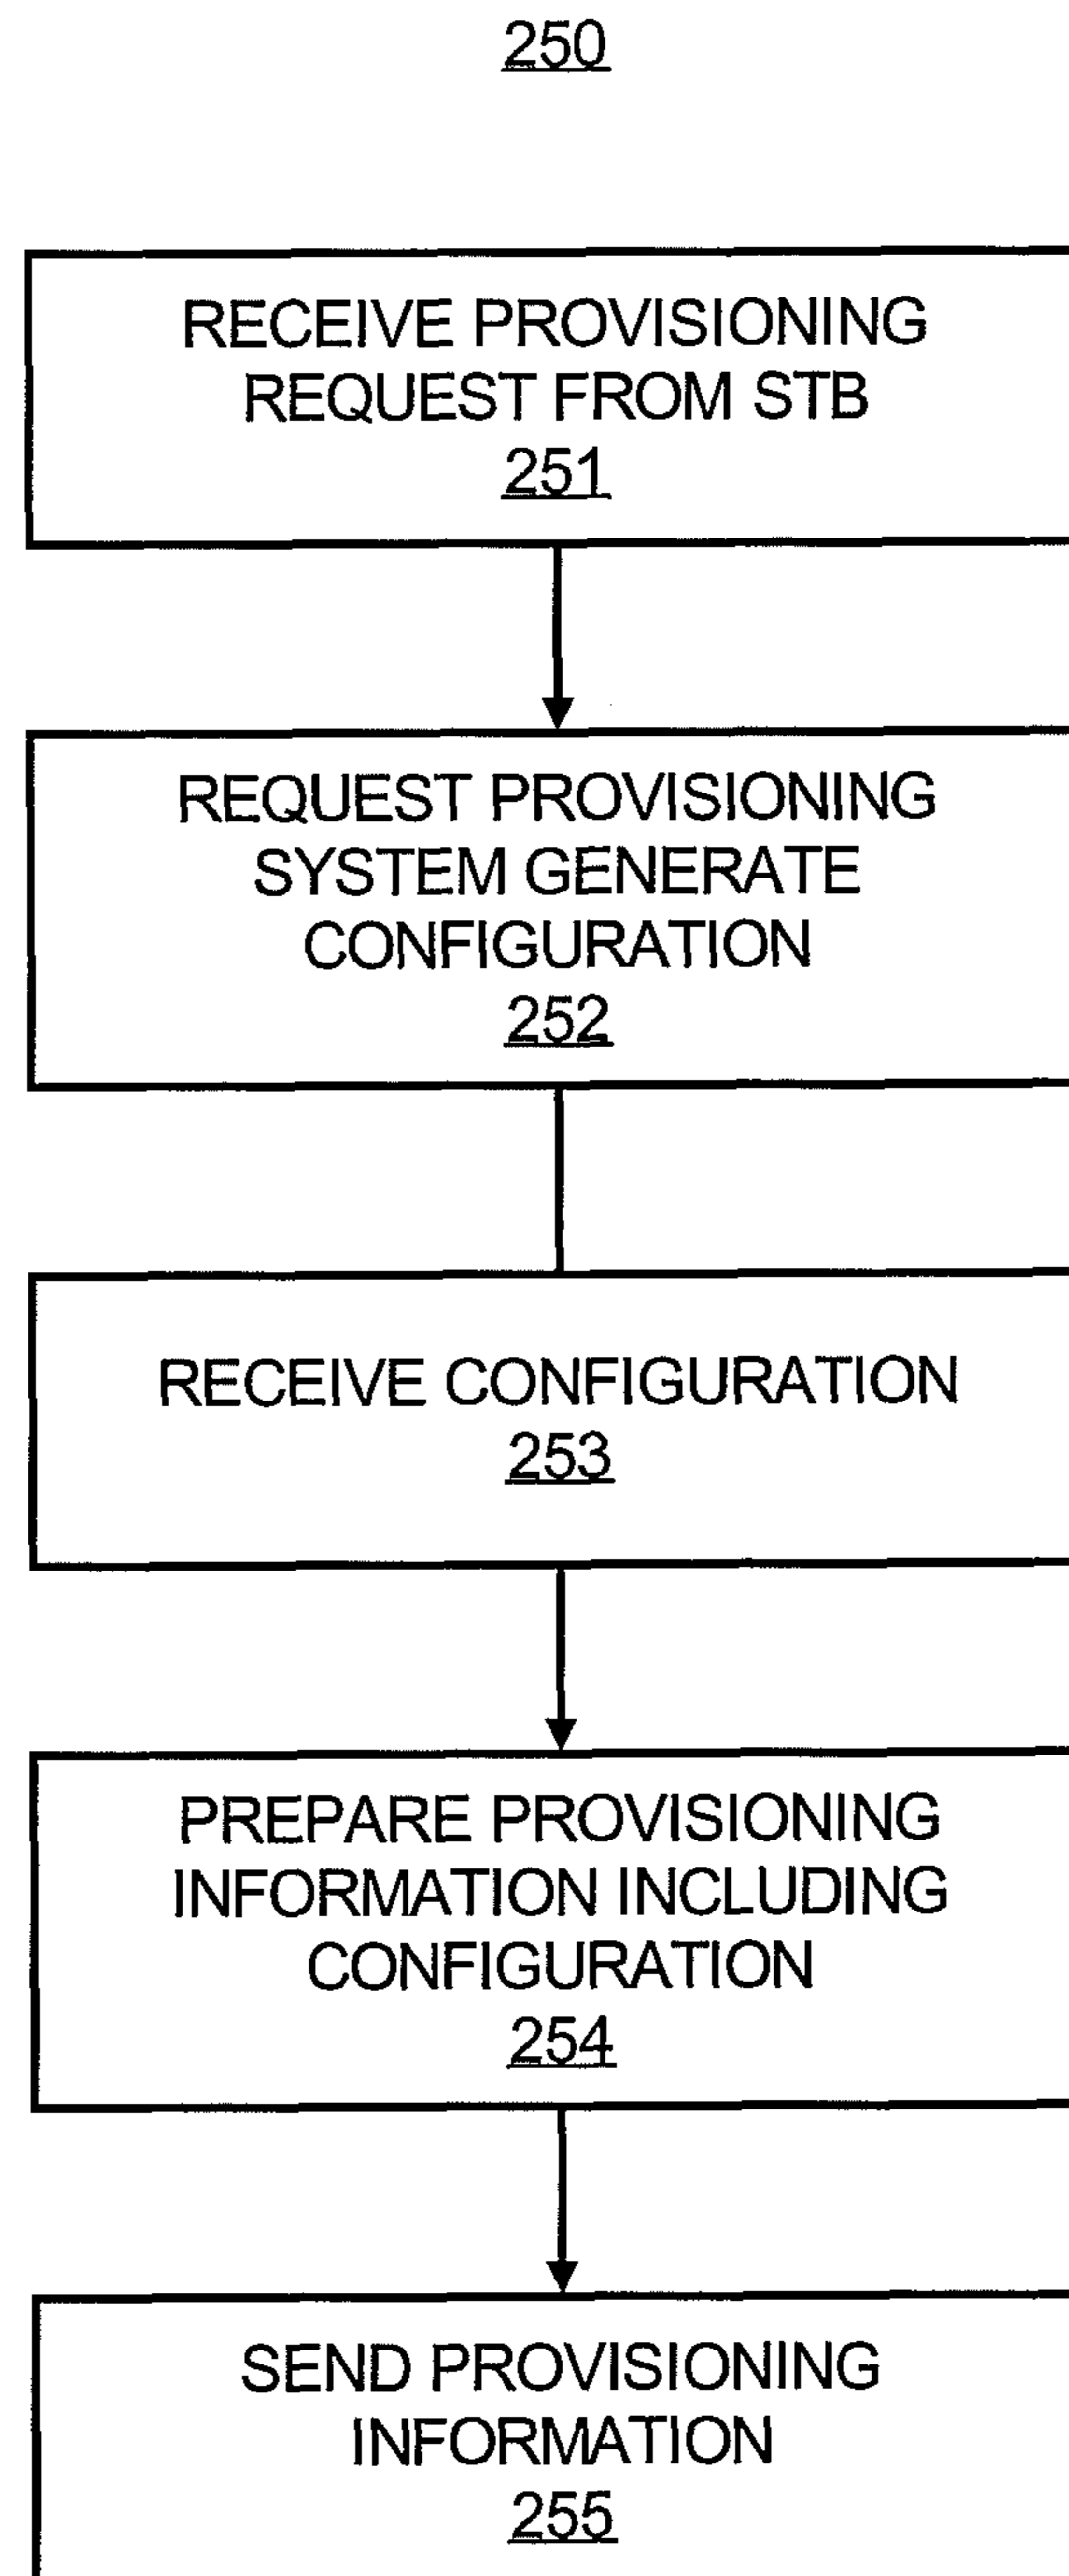 250
RECEIVE PROVISIONING
REQUEST FROM STB
251
REQUEST PROVISIONING
SYSTEM GENERATE
CONFIGURATION
252
RECEIVE CONFIGURATION
253
PREPARE PROVISIONING
INFORMATION INCLUDING
CONFIGURATION
254
SEND PROVISIONING
INFORMATION
255